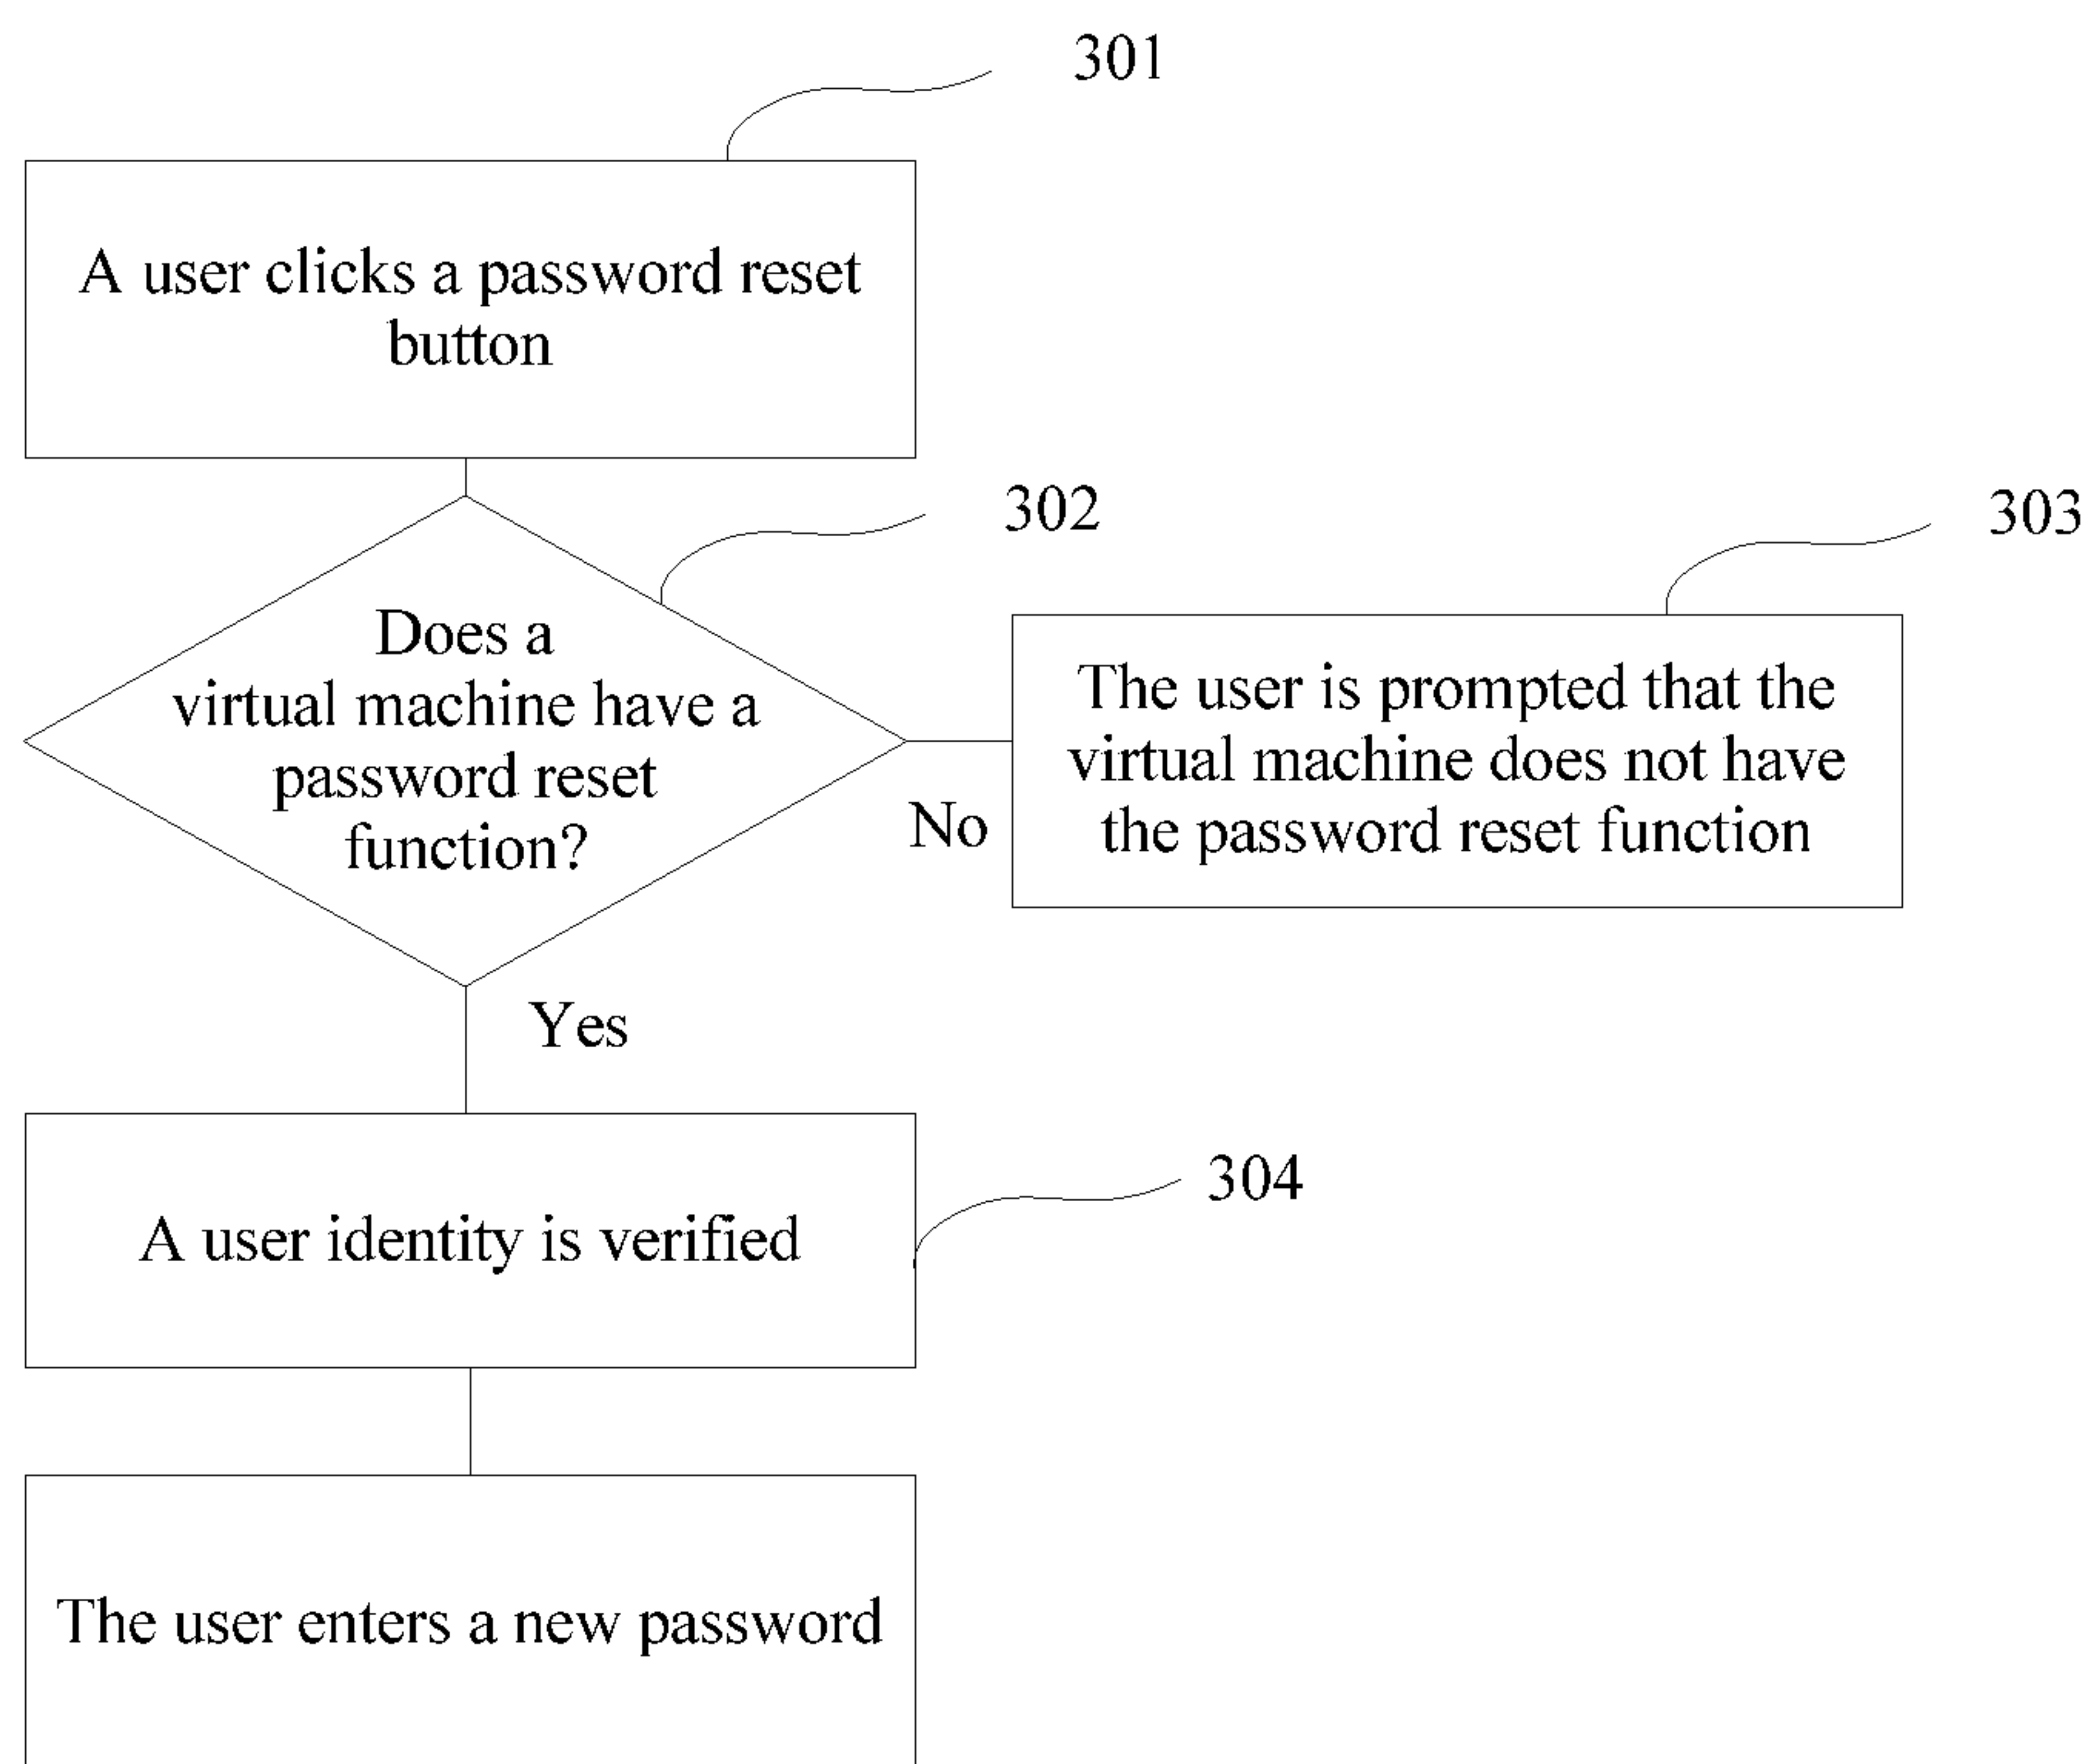 301
A user clicks a password reset
button
302
303
Does a
virtual machine have a
password reset
function?
The user is prompted that the
virtual machine does not have
the password reset function
No
Yes
304
A user identity is verified
The user enters a new password